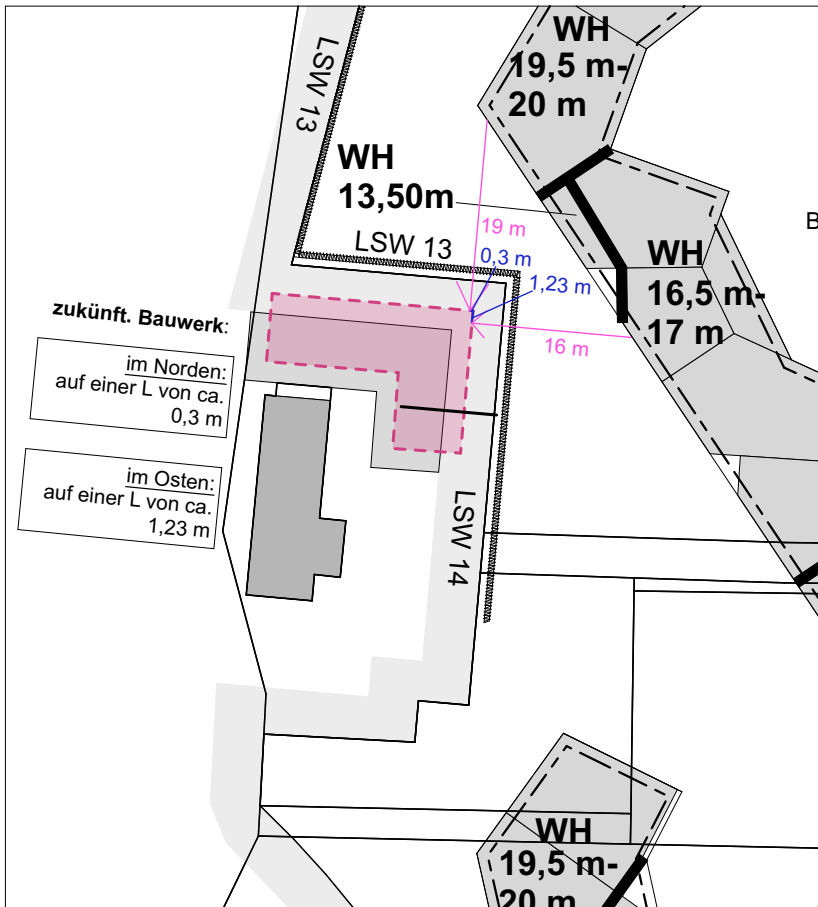 WH
19,5 m-
20 m
LSW 13
WH
13,50m
19 m
B
LSW 13
0,3 m
1,23 m
WH
16,5 m-
17 m
16 m
zukünft. Bauwerk:
im Norden:
auf einer L von ca.
0,3 m
im Osten:
auf einer L von ca.
1,23 m
LSW 14
WH
19,5 m-
20 m